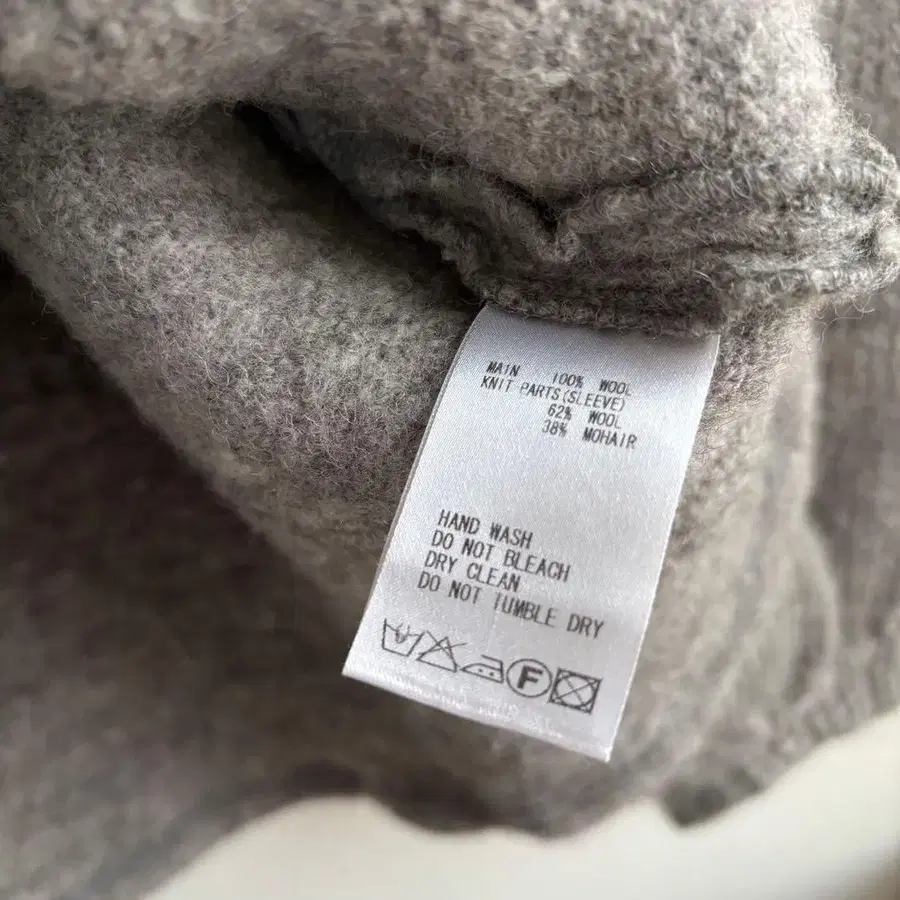 MAIN 100% WOOL
KNIT PARTS(SLEEVE)
62% WOOL
38% MOHAIR
HAND WASH
DO NOT BLEACH
DRY CLEAN
DO NOT TUMBLE DRY
F